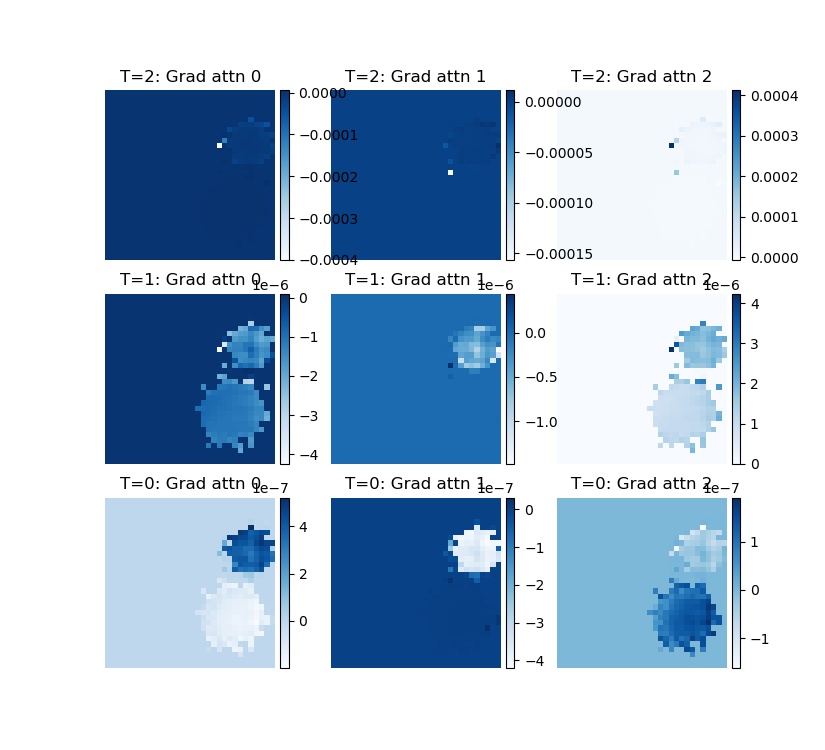 T=2: Grad attn 0
T=2: Grad attn 1
T=2: Grad attn 2
0.0000
−0.0001
−0.0002
−0.0003
−0.0004
0.00000
−0.00005
−0.00010
−0.00015
0.0004
0.0003
0.0002
0.0001
0.0000
T=1: Grad attn 0
1e−6
T=1: Grad attn 1
1e−6
T=1: Grad attn 2
1e−6
0
−1
−2
−3
−4
0.0
−0.5
−1.0
4
3
2
1
0
T=0: Grad attn 0
1e−7
T=0: Grad attn 1
1e−7
T=0: Grad attn 2
1e−7
4
2
0
0
−1
−2
−3
−4
1
0
−1